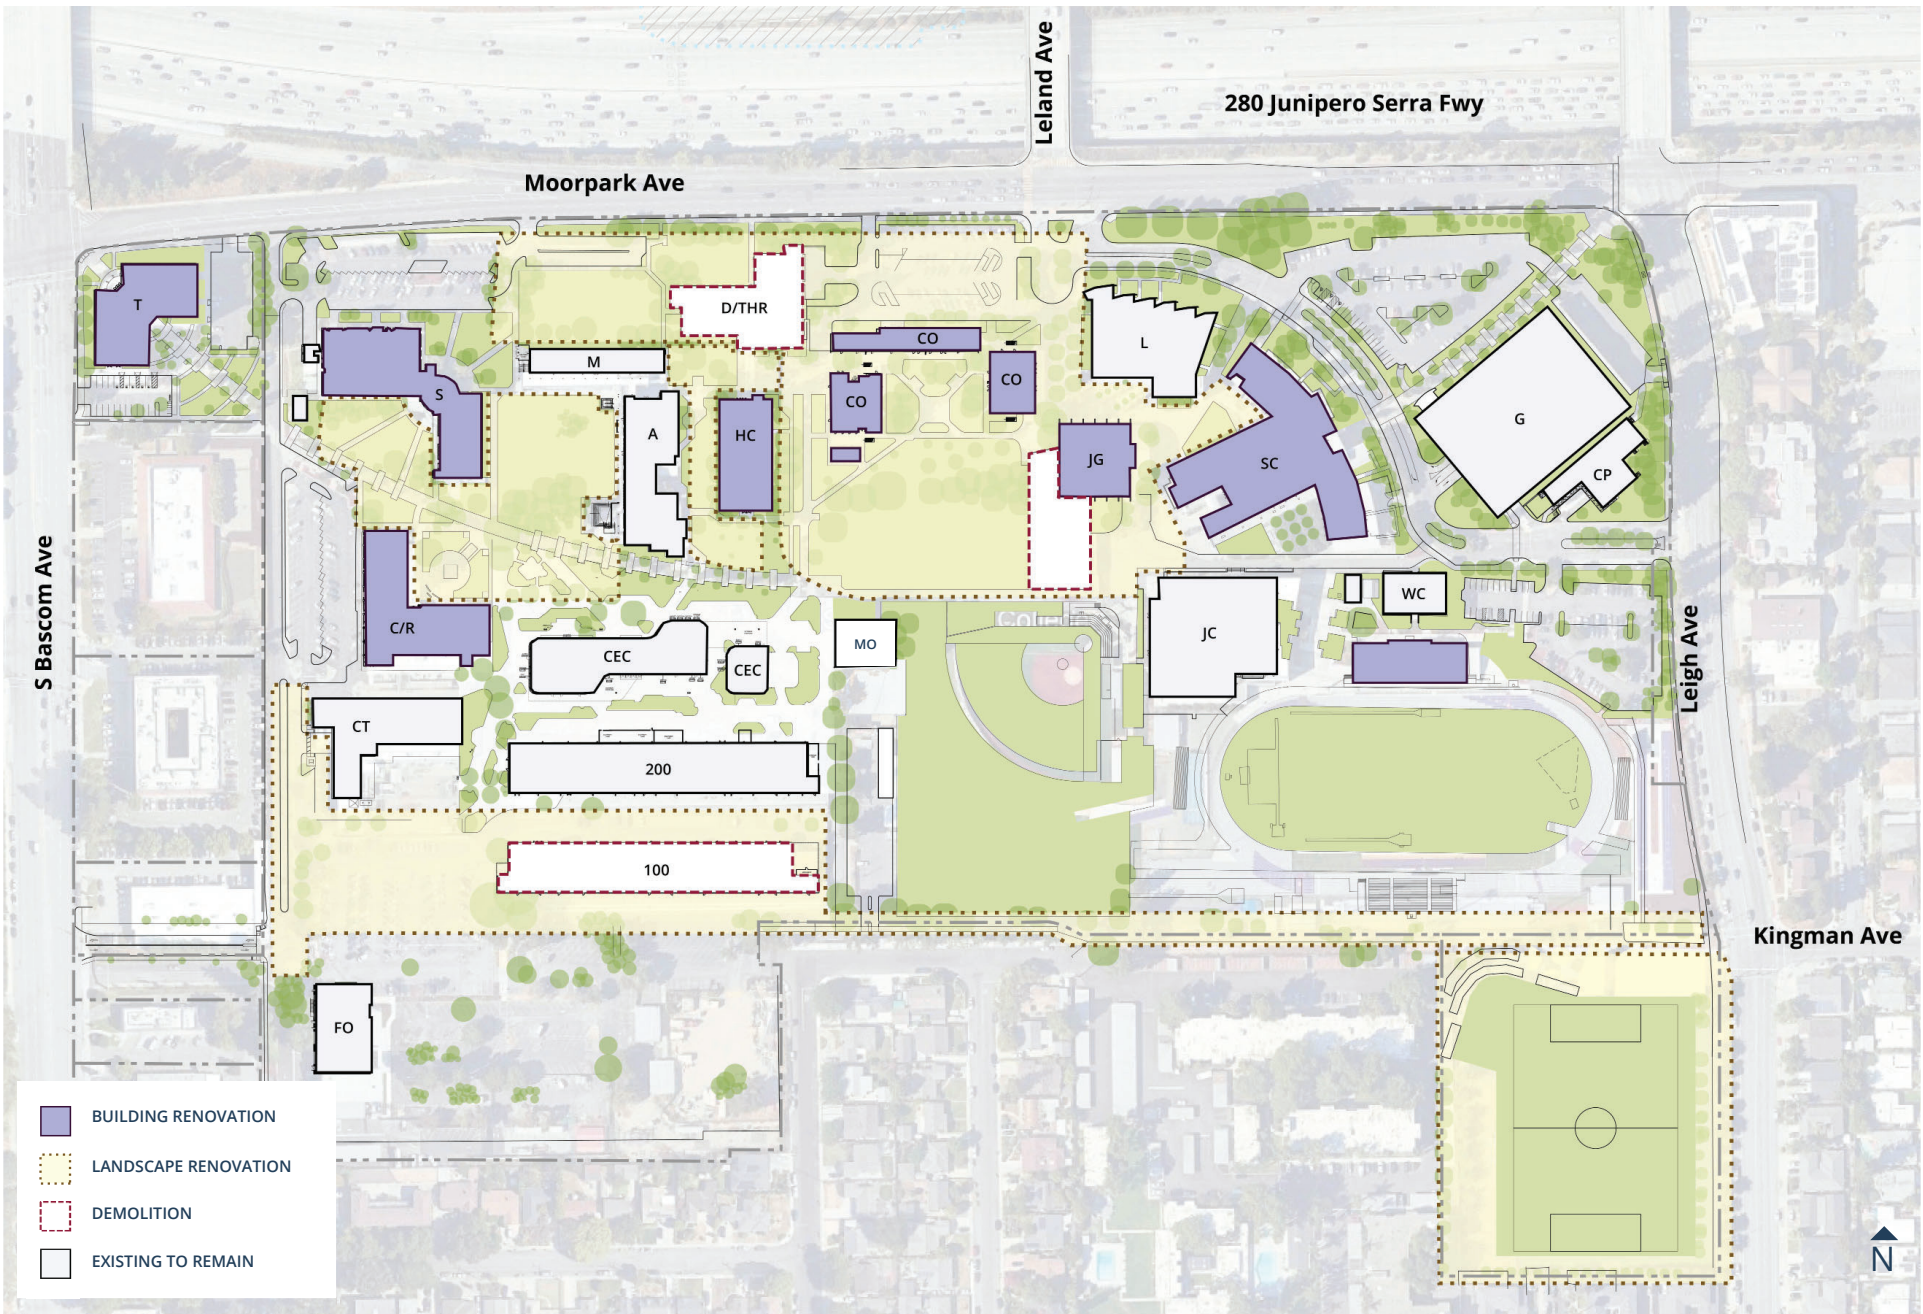 Leland Ave
280 Junipero Serra Fwy
Moorpark Ave
T
D/THR
CO
L
M
S
CO
CO
A
HC
G
JG
SC
CP
S Bascom Ave
WC
C/R
JC
MO
CEC
CEC
Leigh Ave
CT
200
100
Kingman Ave
FO
BUILDING RENOVATION
LANDSCAPE RENOVATION
DEMOLITION
EXISTING TO REMAIN
N